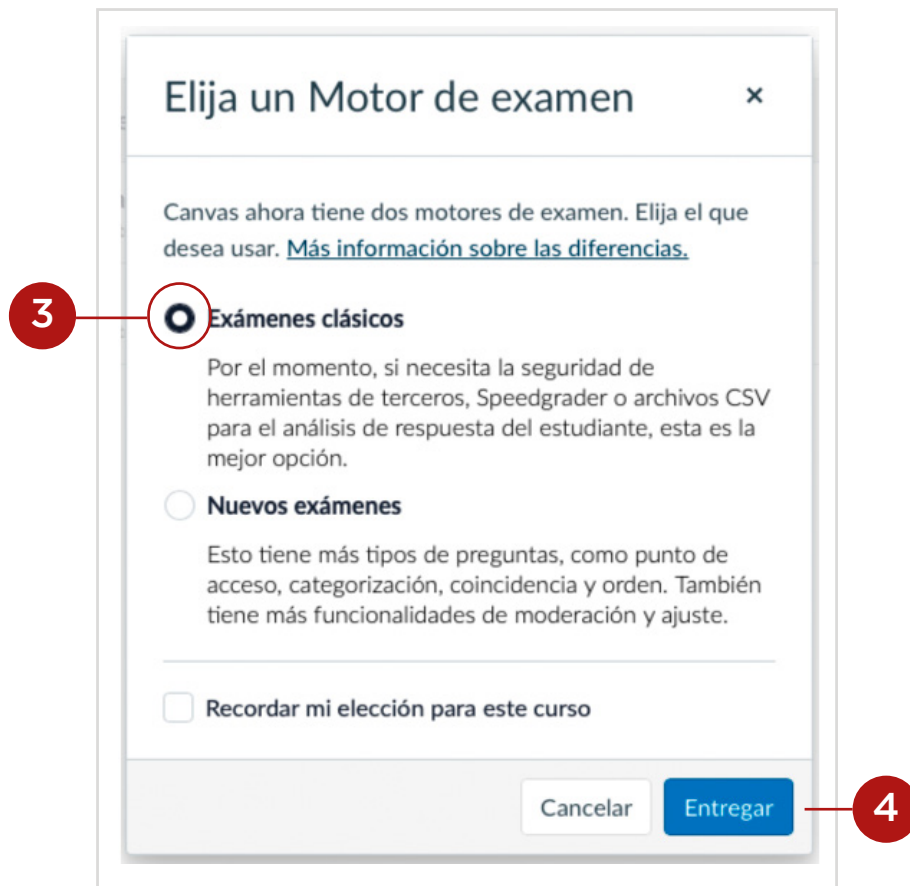 Elija un Motor de examen ×
Canvas ahora tiene dos motores de examen. Elija el que
desea usar. Más información sobre las diferencias.
3
Exámenes clásicos
Por el momento, si necesita la seguridad de
herramientas de terceros, Speedgrader o archivos CSV
para el análisis de respuesta del estudiante, esta es la
mejor opción.
Nuevos exámenes
Esto tiene más tipos de preguntas, como punto de
acceso, categorización, coincidencia y orden. También
tiene más funcionalidades de moderación y ajuste.
Recordar mi elección para este curso
Cancelar Entregar 4